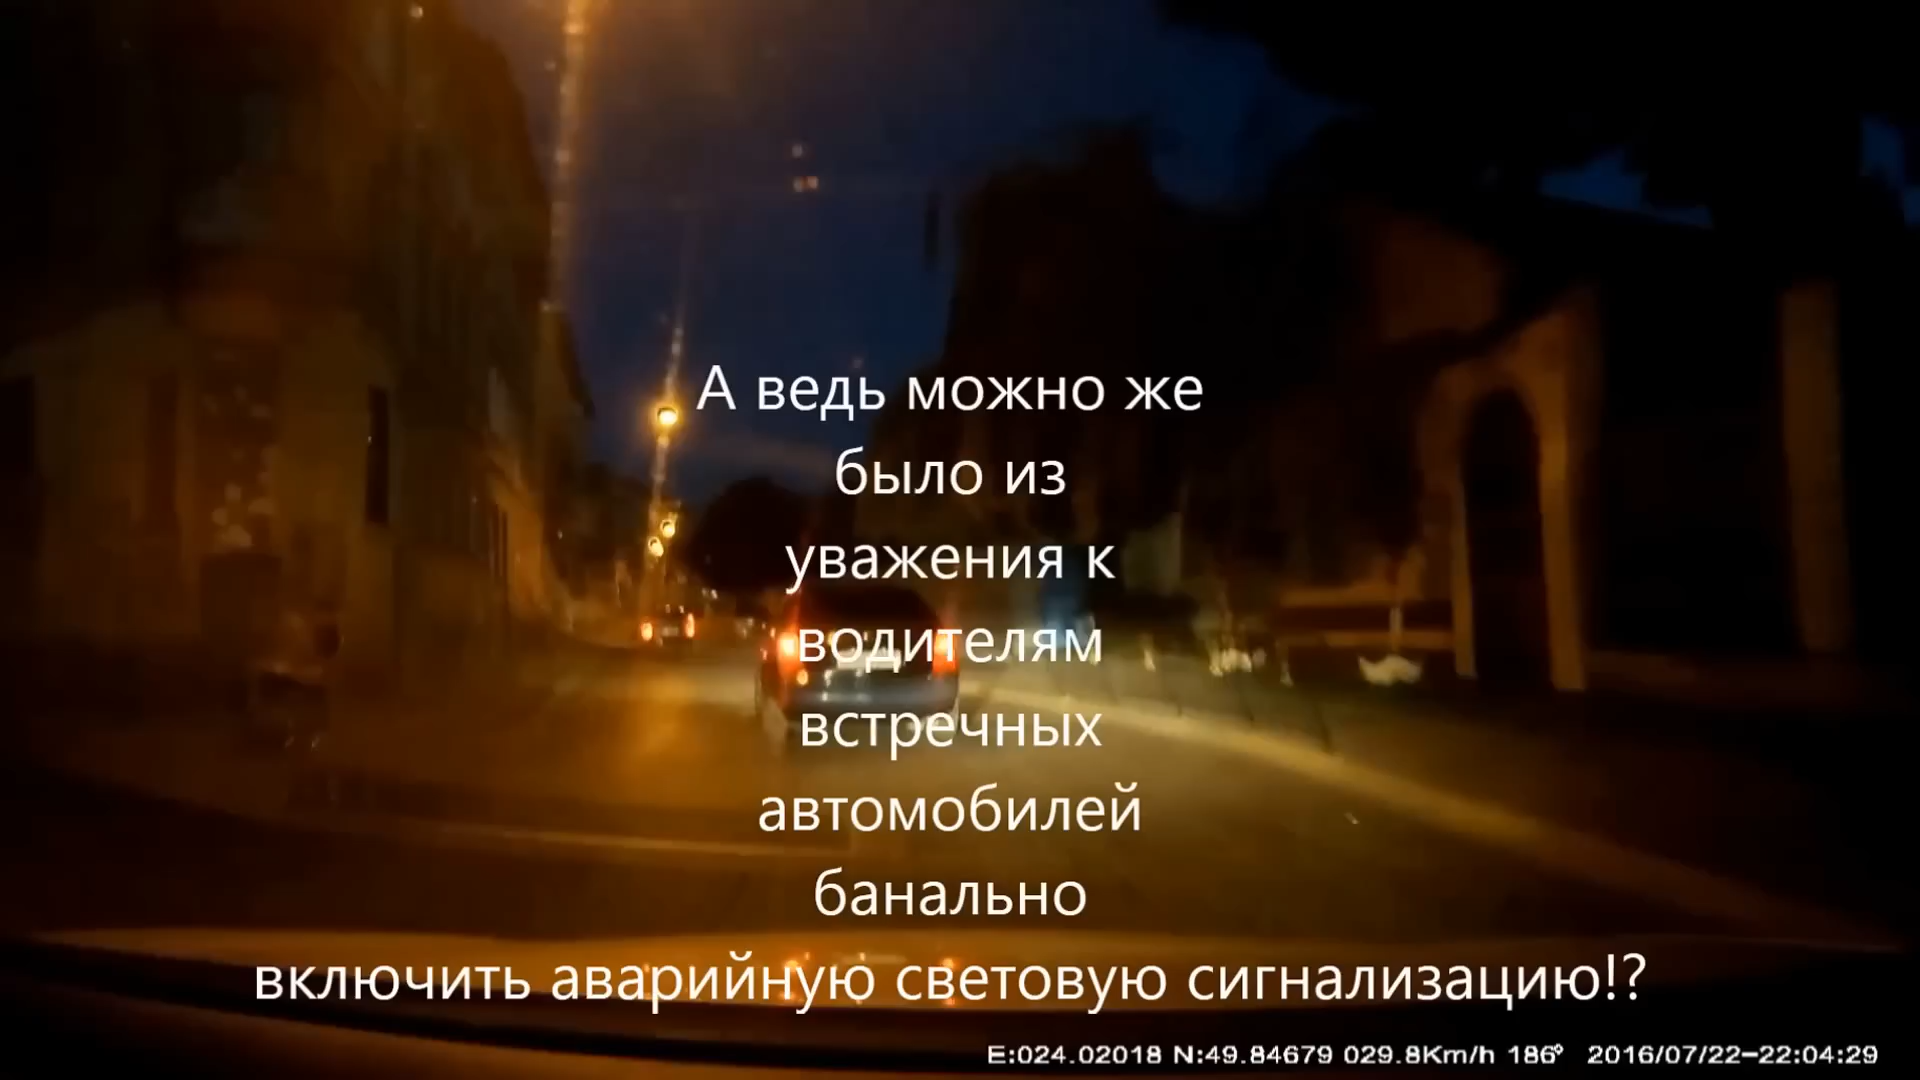 А ведь можно же
было из
уважения к
водителям
встречных
автомобилей
банально
включить аварийную световую сигнализацию!?
E:024.02018 N:49.84679 029.8Km/h 186° 2016/07/22-22:04:29